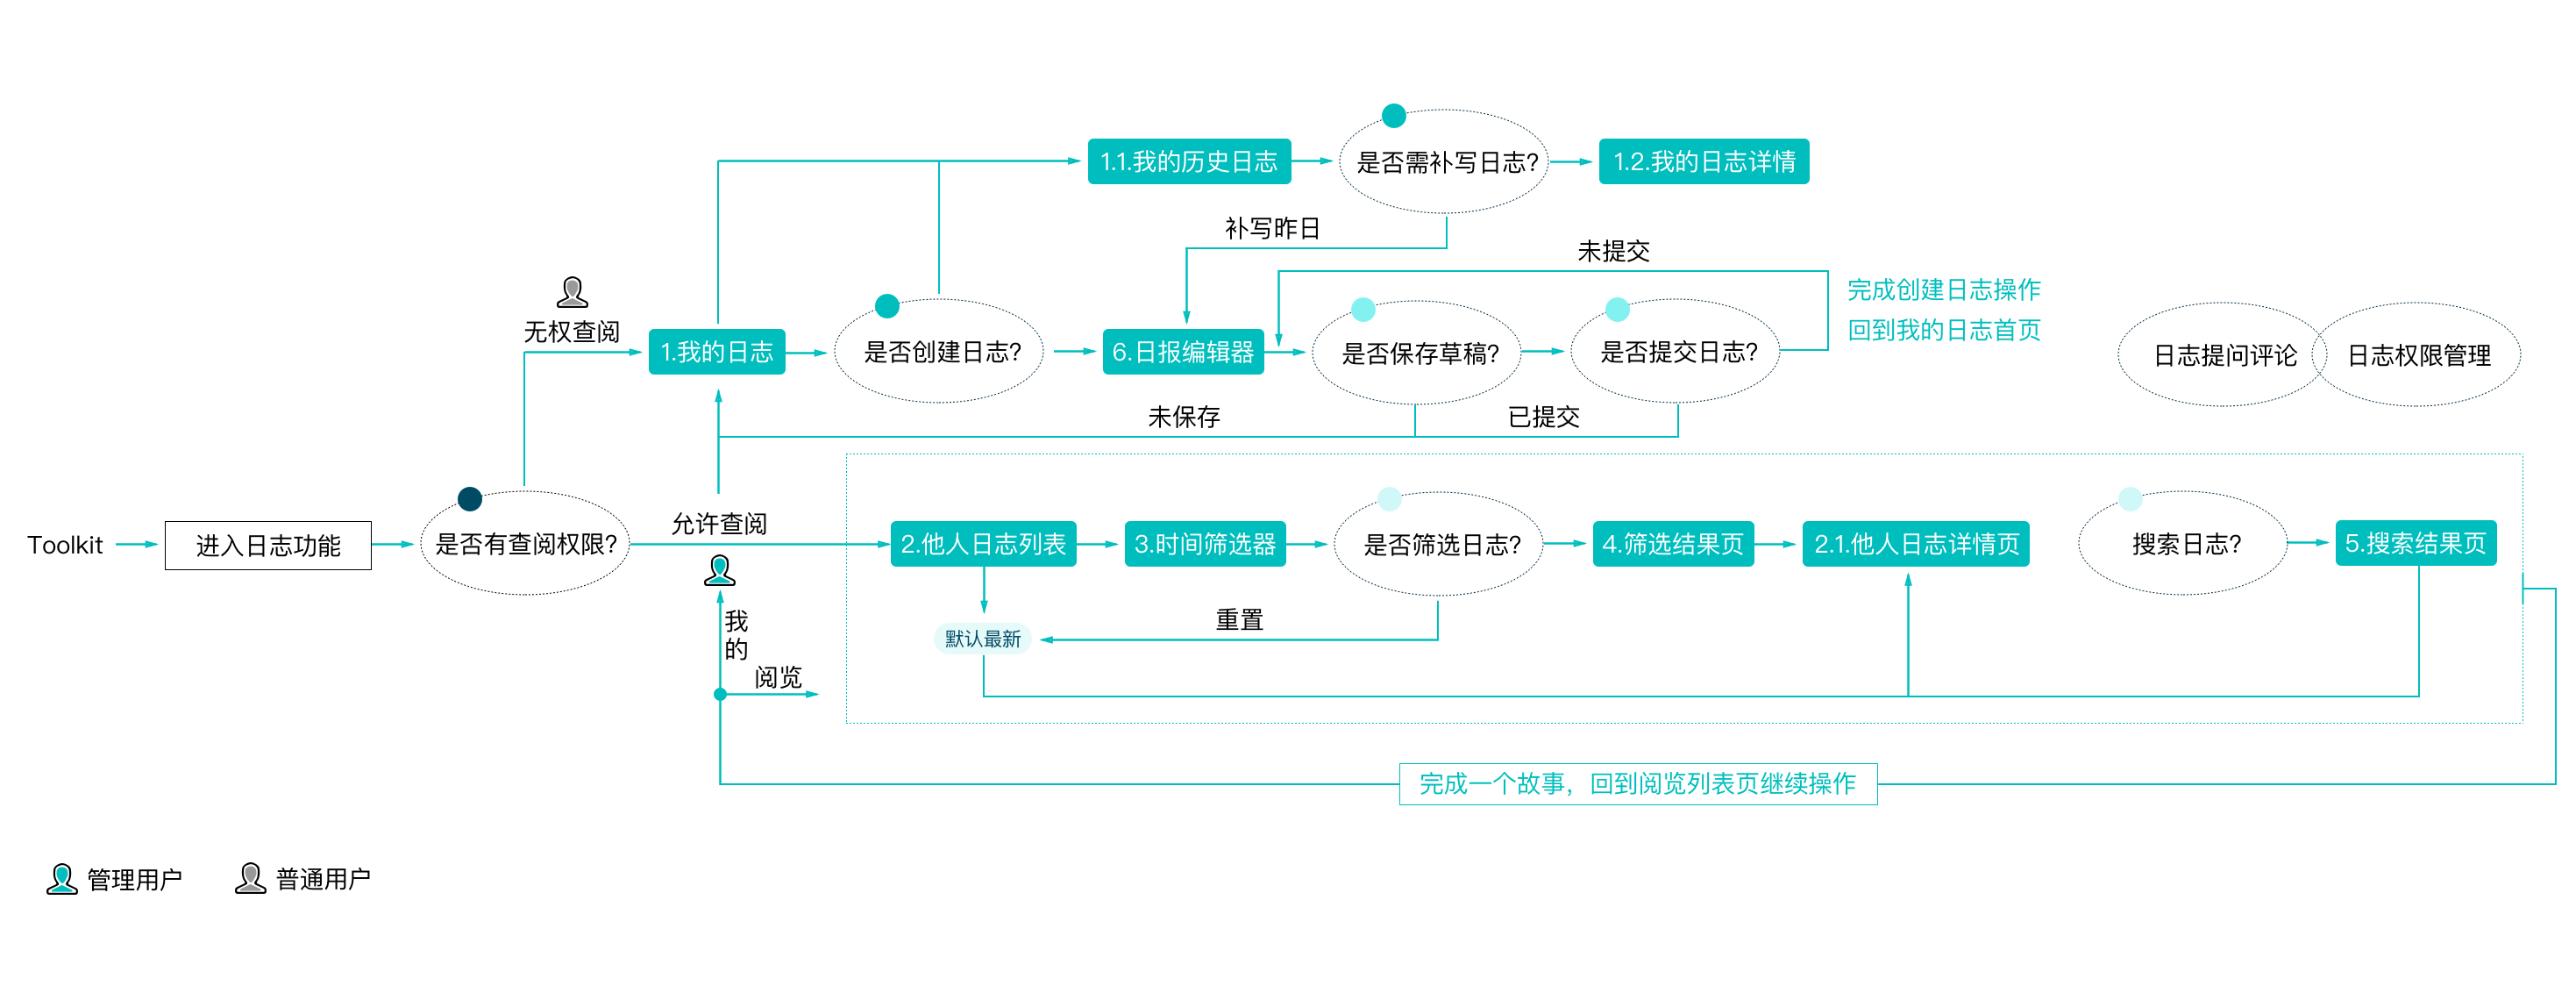 1.1.我的历史日志
是否需补写日志?
1.2.我的日志详情
补写昨日
未提交
无权查阅
1.我的日志
是否创建日志?
6.日报编辑器
是否保存草稿?
是否提交日志?
完成创建日志操作
回到我的日志首页
日志提问评论
日志权限管理
未保存
已提交
Toolkit
进入日志功能
是否有查阅权限?
允许查阅
2.他人日志列表
3.时间筛选器
是否筛选日志?
4.筛选结果页
2.1.他人日志详情页
搜索日志?
5.搜索结果页
我的
阅览
默认最新
重置
完成一个故事，回到阅览列表页继续操作
管理用户
普通用户